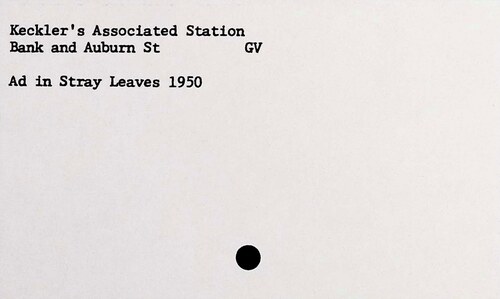 Keckler's Associated Station
Bank and Auburn St GV
Ad in Stray Leaves 1950